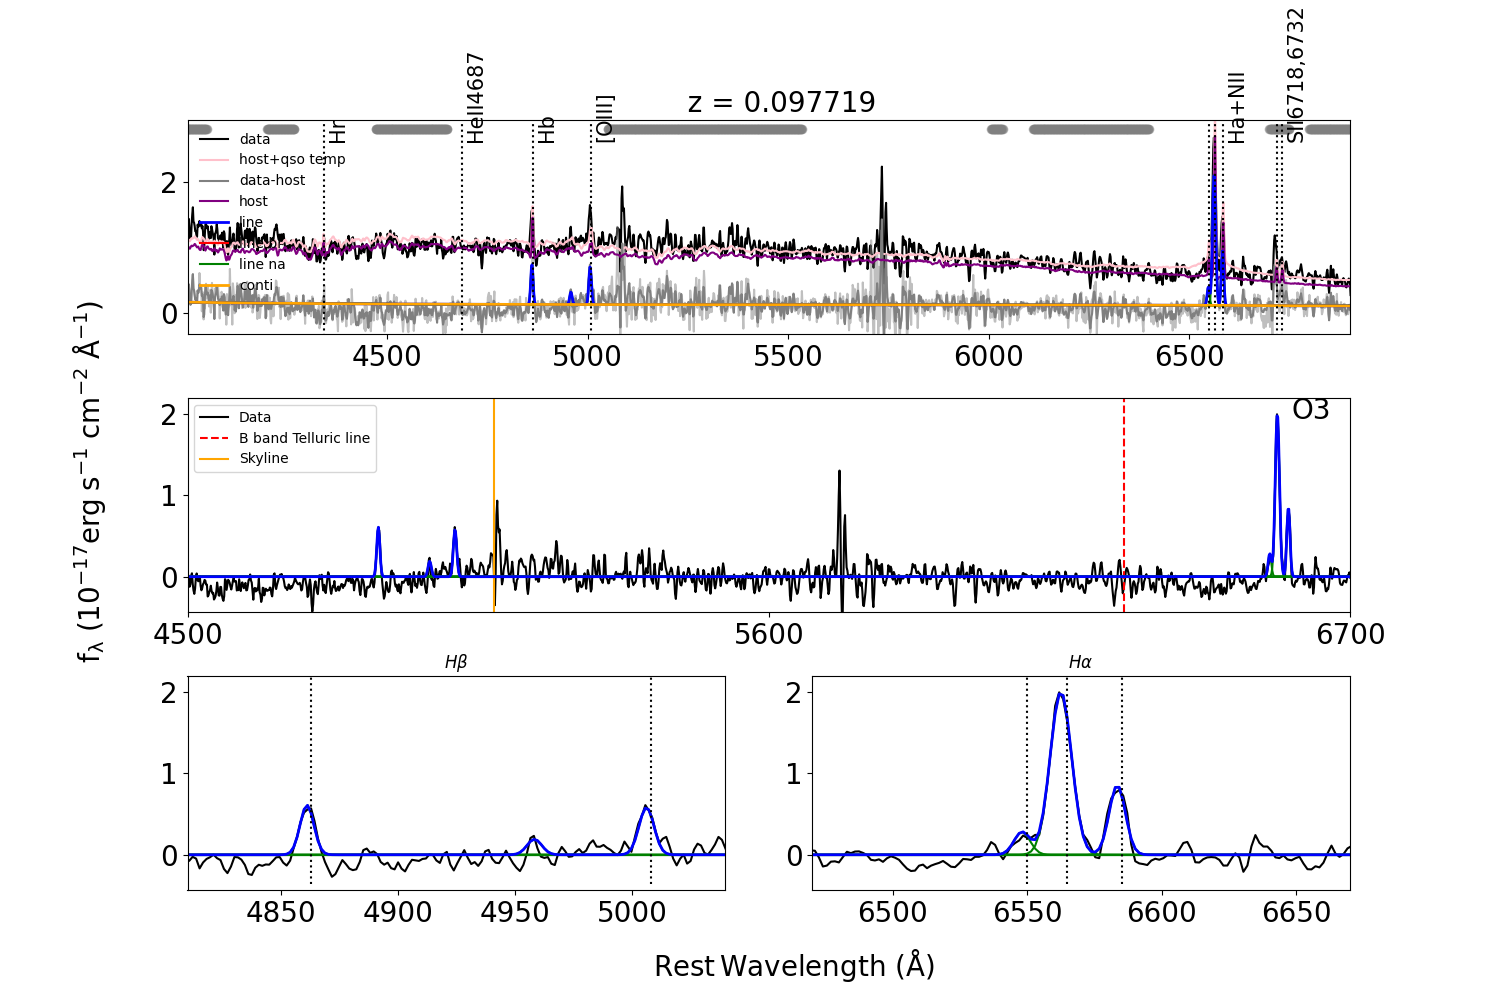 z = 0.097719
Hr
HeII4687
Hb
[OIII]
Ha+NII
SII6718,6732
data
host+qso temp
data-host
host
line
line na
conti
2
0
4500 5000 5500 6000 6500
fλ (10−17erg s−1 cm−2 Å−1)
Data
B band Telluric line
Skyline
O3
2
1
0
4500 5600 6700
Hβ
2
1
0
4850 4900 4950 5000
Hα
2
1
0
6500 6550 6600 6650
Rest Wavelength (Å)